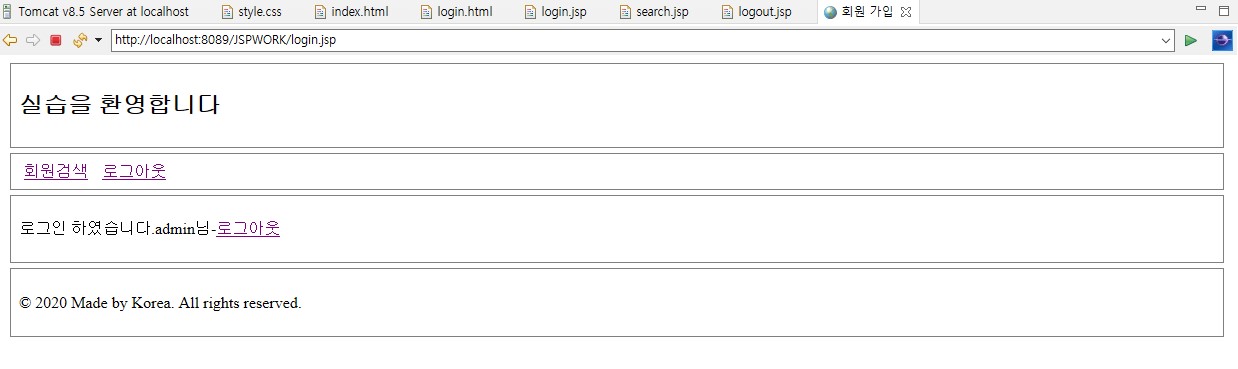 Tomcat v8.5 Server at localhost style.css index.html login.html login.jsp search.jsp logout.jsp 회원 가입
http://localhost:8089/JSPWORK/login.jsp
실습을 환영합니다
회원검색 로그아웃
로그인 하였습니다.admin님-로그아웃
© 2020 Made by Korea. All rights reserved.